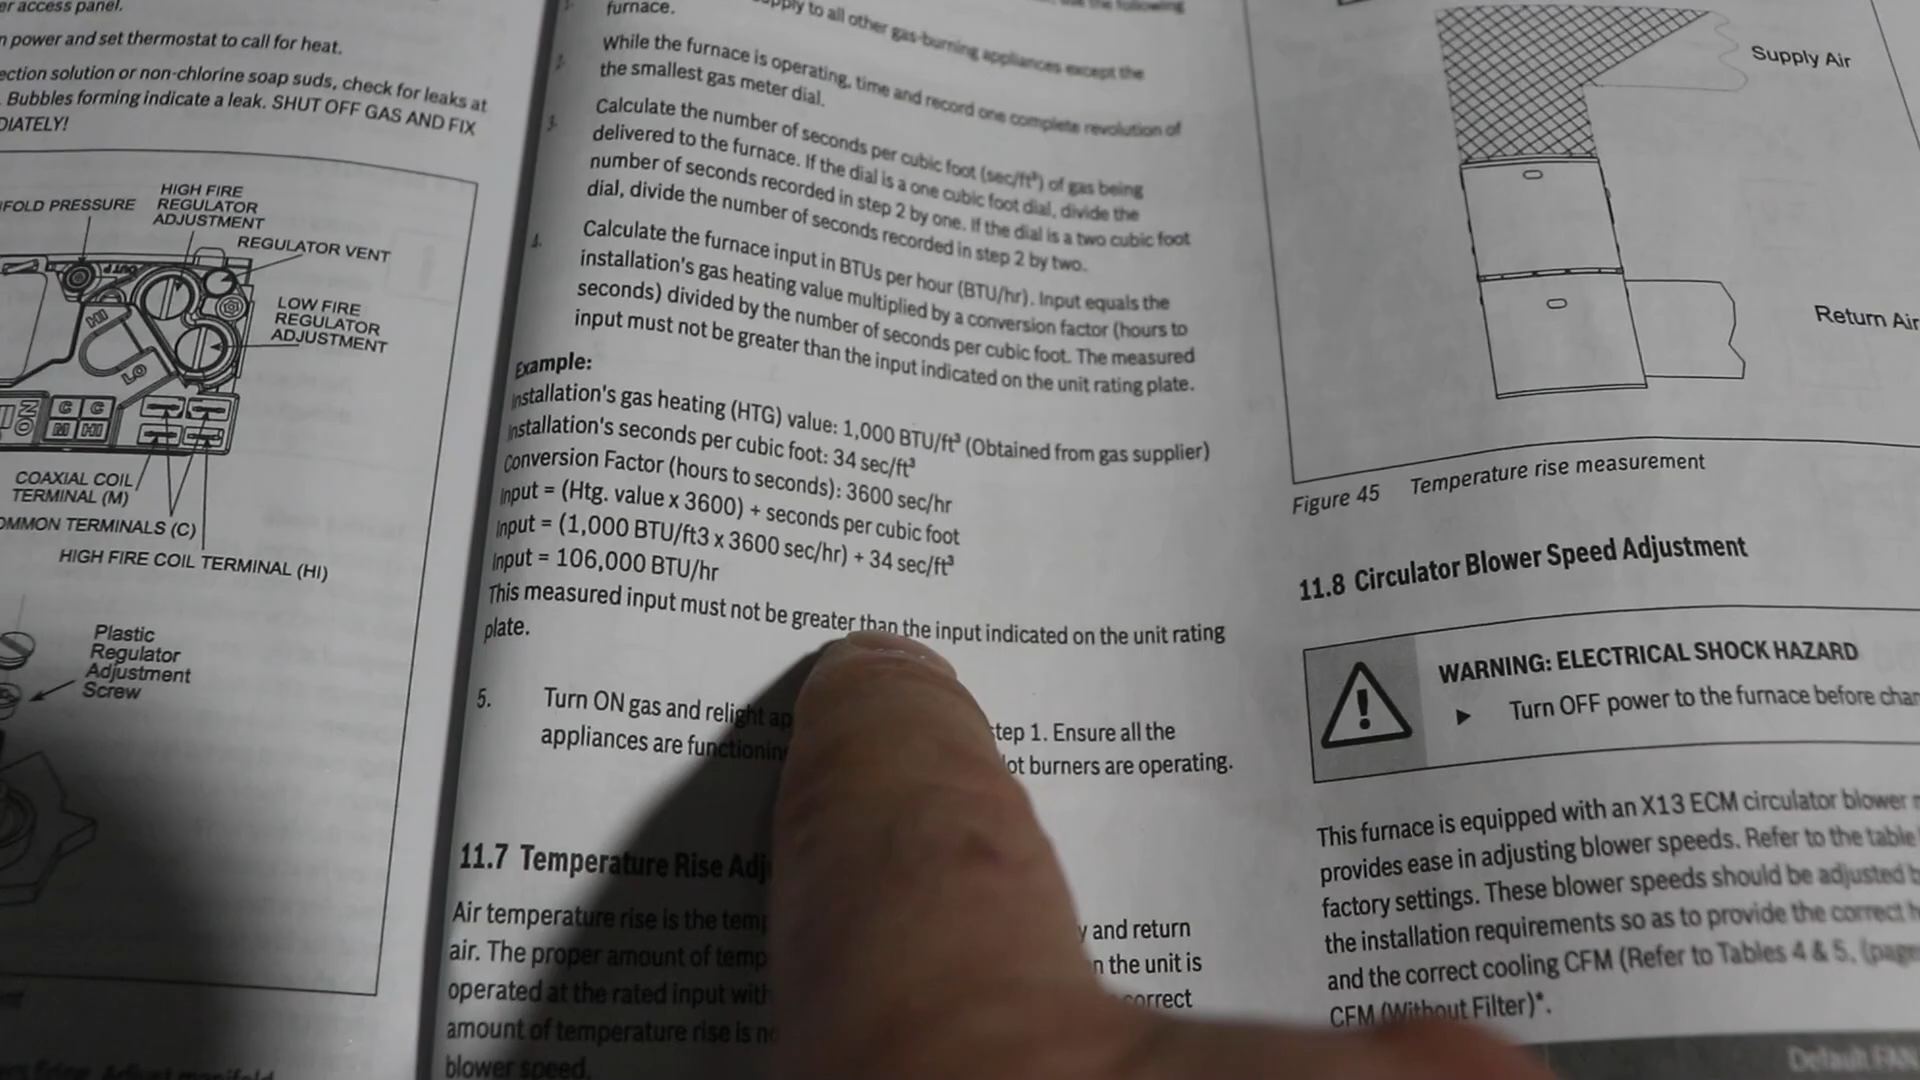 er access panel.
n power and set thermostat to call for heat.
ection solution or non-chlorine soap suds, check for leaks at
. Bubbles forming indicate a leak. SHUT OFF GAS AND FIX
DIATELY!
IFOLD PRESSURE
HIGH FIRE
REGULATOR
ADJUSTMENT
REGULATOR VENT
LOW FIRE
REGULATOR
ADJUSTMENT
HI
LO
ON
C C
M HI
COAXIAL COIL
TERMINAL (M)
OMMON TERMINALS (C)
HIGH FIRE COIL TERMINAL (HI)
Plastic
Regulator
Adjustment
Screw
upply to all other gas-burning appliances except the
furnace.
2. While the furnace is operating, time and record one complete revolution of
the smallest gas meter dial.
3. Calculate the number of seconds per cubic foot (sec/ft³) of gas being
delivered to the furnace. If the dial is a one cubic foot dial, divide the
number of seconds recorded in step 2 by one. If the dial is a two cubic foot
dial, divide the number of seconds recorded in step 2 by two.
4. Calculate the furnace input in BTUs per hour (BTU/hr). Input equals the
installation's gas heating value multiplied by a conversion factor (hours to
seconds) divided by the number of seconds per cubic foot. The measured
input must not be greater than the input indicated on the unit rating plate.
Example:
Installation's gas heating (HTG) value: 1,000 BTU/ft³ (Obtained from gas supplier)
Installation's seconds per cubic foot: 34 sec/ft³
Conversion Factor (hours to seconds): 3600 sec/hr
Input = (Htg. value x 3600) ÷ seconds per cubic foot
Input = (1,000 BTU/ft3 x 3600 sec/hr) ÷ 34 sec/ft³
Input = 106,000 BTU/hr
This measured input must not be greater than the input indicated on the unit rating
plate.
5. Turn ON gas and relight ap tep 1. Ensure all the
appliances are functionin lot burners are operating.
11.7 Temperature Rise Adj
Air temperature rise is the temp y and return
air. The proper amount of temp n the unit is
operated at the rated input with correct
amount of temperature rise is no
blower speed.
Supply Air
Return Air
Figure 45 Temperature rise measurement
11.8 Circulator Blower Speed Adjustment
WARNING: ELECTRICAL SHOCK HAZARD
▶ Turn OFF power to the furnace before chan
This furnace is equipped with an X13 ECM circulator blower
provides ease in adjusting blower speeds. Refer to the table
factory settings. These blower speeds should be adjusted b
the installation requirements so as to provide the correct h
and the correct cooling CFM (Refer to Tables 4 & 5, (page
CFM (Without Filter)*.
Default FAN